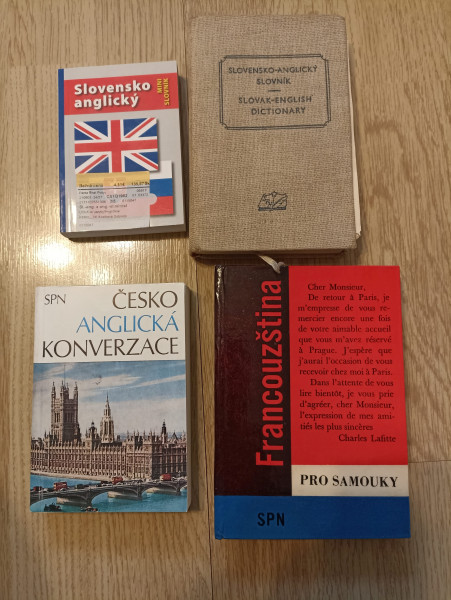 Slovensko
anglický
MINI
SLOVNÍK
SLOVENSKO-ANGLICKÝ
SLOVNÍK
SLOVAK-ENGLISH
DICTIONARY
SPN
ČESKO
ANGLICKÁ
KONVERZACE
Francouzština
Cher Monsieur,
De retour à Paris, je
m'empresse de vous re-
mercier encore une fois
de votre aimable accueil
que vous m'avez réservé
à Prague. J'espère que
j'aurai l'occasion de vous
recevoir chez moi à Paris.
Dans l'attente de vous
lire bientôt, je vous prie
d'agréer, cher Monsieur,
l'expression de mes ami-
tiés les plus sincères
Charles Lafitte
PRO SAMOUKY
SPN